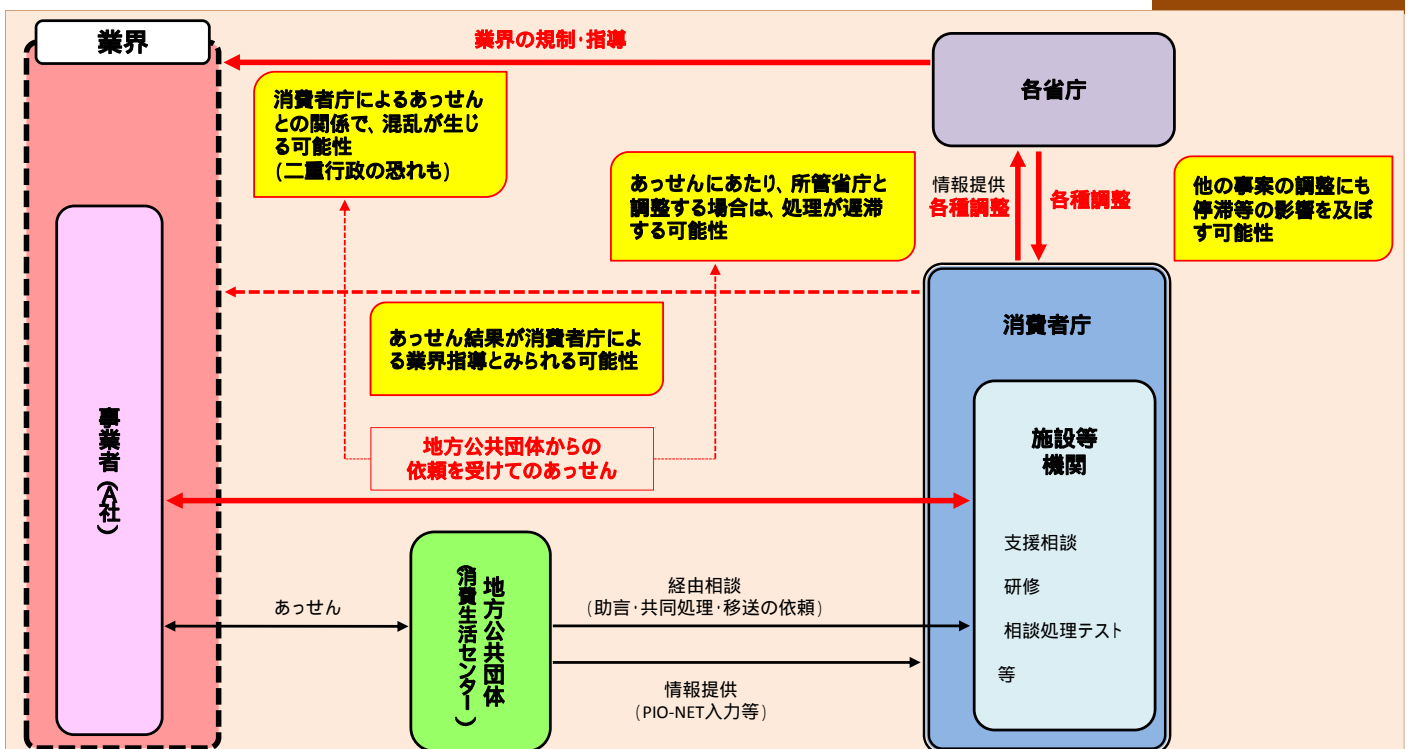 業界
業界の規制･指導
各省庁
消費者庁によるあっせん
との関係で、混乱が生じ
る可能性
(二重行政の恐れも)
あっせんにあたり、所管省庁と
調整する場合は、処理が遅滞
する可能性
情報提供
各種調整
各種調整
他の事案の調整にも
停滞等の影響を及ぼ
す可能性
あっせん結果が消費者庁によ
る業界指導とみられる可能性
消費者庁
事業者（A社）
地方公共団体からの
依頼を受けてのあっせん
施設等
機関
支援相談
研修
相談処理テスト
等
あっせん
地方公共団体
（消費生活センター）
経由相談
(助言･共同処理･移送の依頼)
情報提供
(PIO-NET入力等)